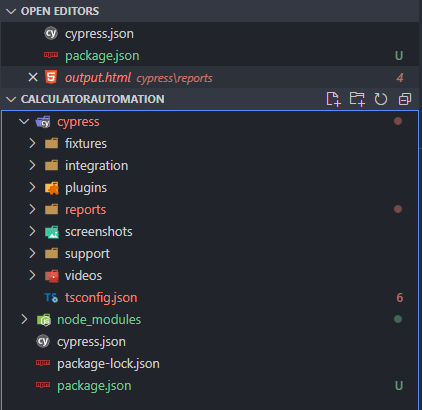 OPEN EDITORS
cypress.json
package.json U
output.html cypress\reports 4
CALCULATORAUTOMATION
cypress
fixtures
integration
plugins
reports
screenshots
support
videos
tsconfig.json 6
node_modules
cypress.json
package-lock.json
package.json U